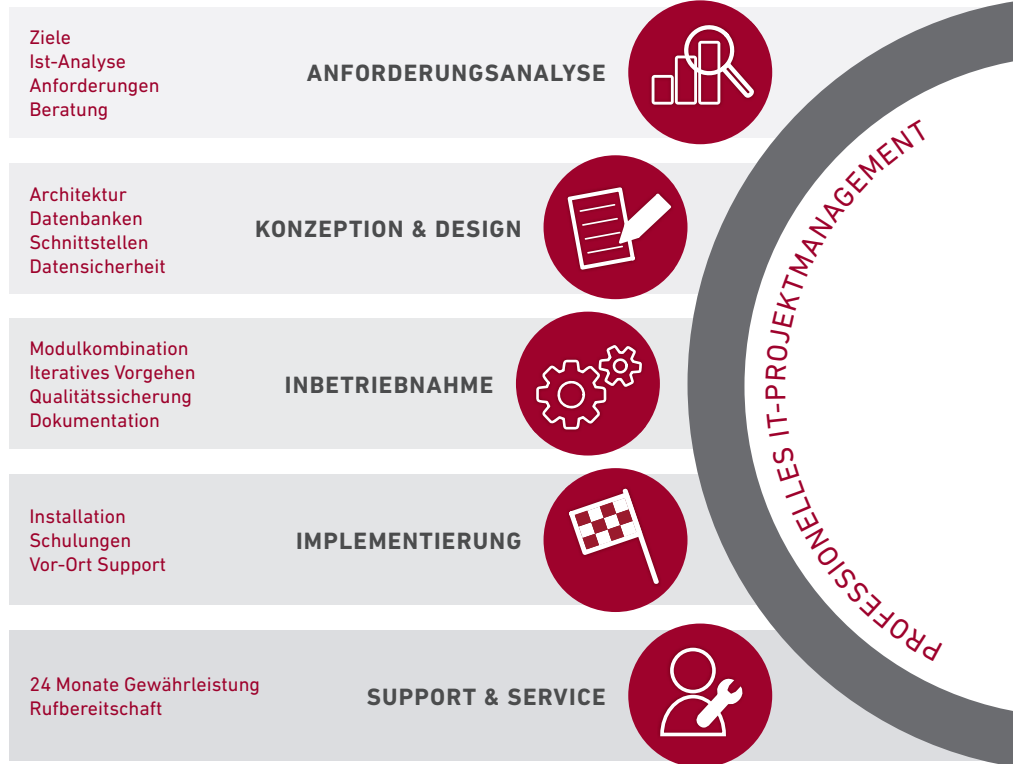 Ziele
Ist-Analyse
Anforderungen
Beratung
ANFORDERUNGSANALYSE
Architektur
Datenbanken
Schnittstellen
Datensicherheit
KONZEPTION & DESIGN
Modulkombination
Iteratives Vorgehen
Qualitätssicherung
Dokumentation
INBETRIEBNAHME
Installation
Schulungen
Vor-Ort Support
IMPLEMENTIERUNG
24 Monate Gewährleistung
Rufbereitschaft
SUPPORT & SERVICE
PROFESSIONELLES IT-PROJEKTMANAGEMENT